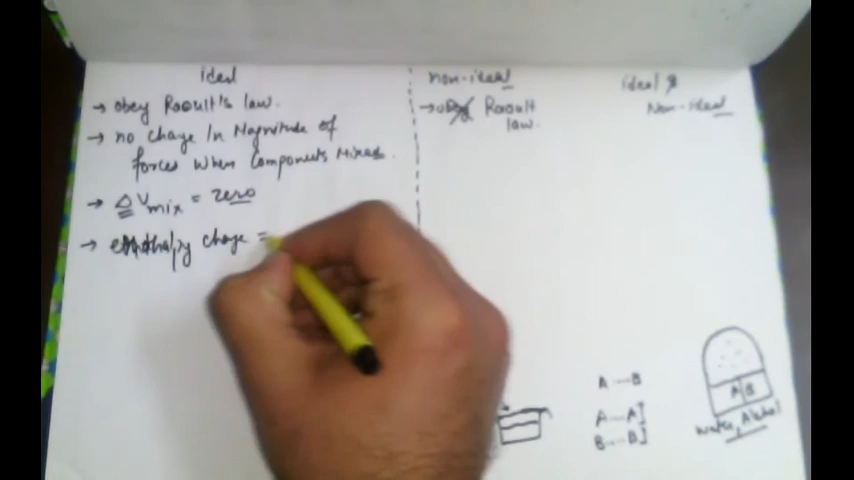 Ideal
→ obey Raoult's law.
→ no change In Magnitude of
forces when Components Mixed.
→ ΔVmix = zero
→ enthalpy change =
non-ideal
→ obey Raoult
law.
Ideal &
Non-ideal
A....B
A....A]
B....B]
A|B
water, Alcohol